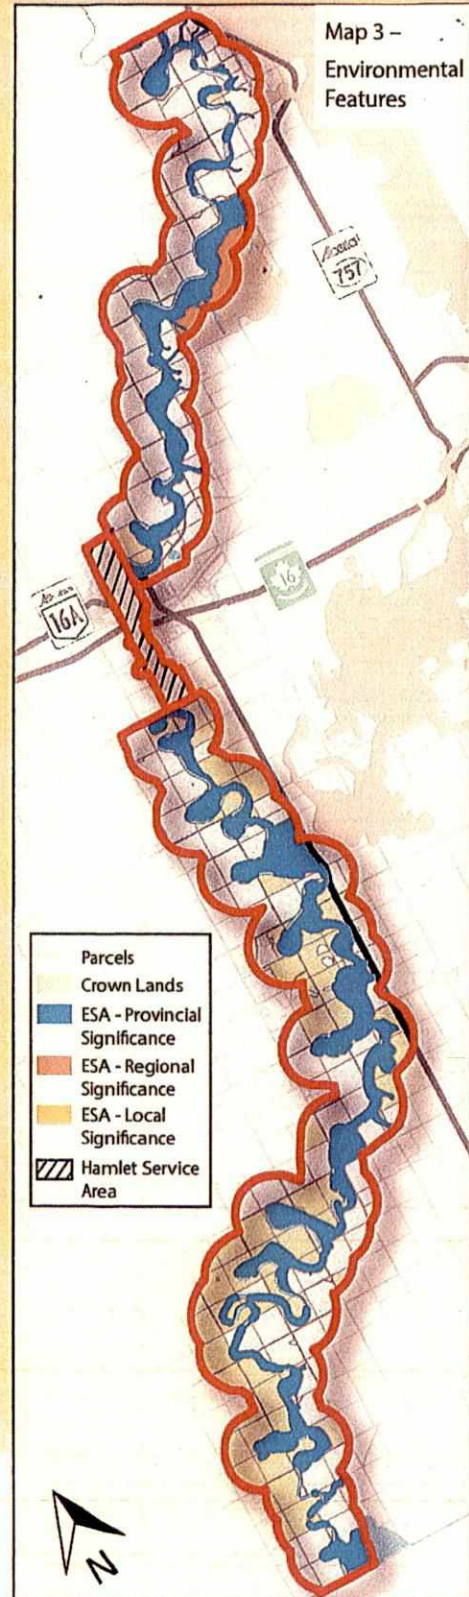 Map 3 –
Environmental
Features
757
16
16A
Parcels
Crown Lands
ESA - Provincial
Significance
ESA - Regional
Significance
ESA - Local
Significance
Hamlet Service
Area
N